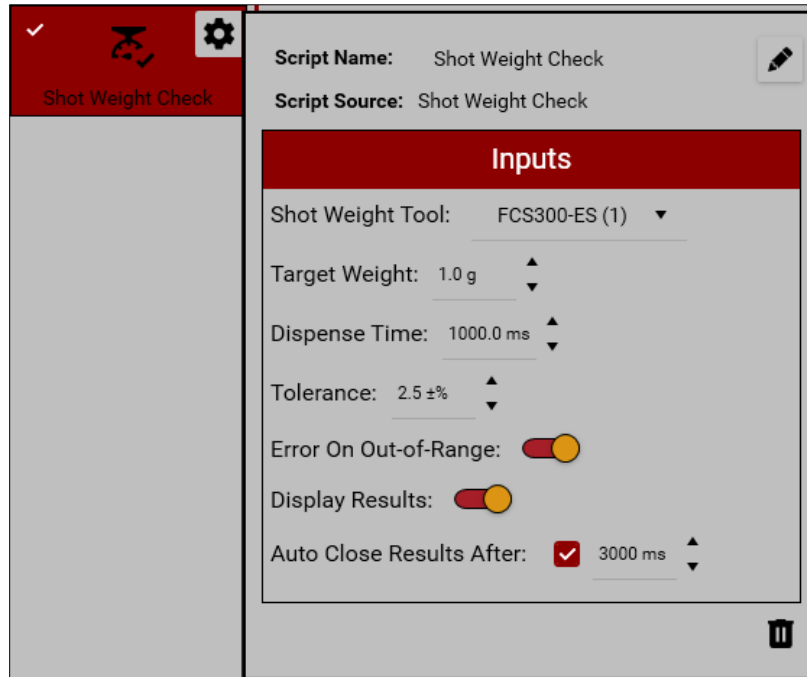 Shot Weight Check
Script Name: Shot Weight Check
Script Source: Shot Weight Check
Inputs
Shot Weight Tool: FCS300-ES (1)
Target Weight: 1.0 g
Dispense Time: 1000.0 ms
Tolerance: 2.5 ±%
Error On Out-of-Range:
Display Results:
Auto Close Results After: 3000 ms